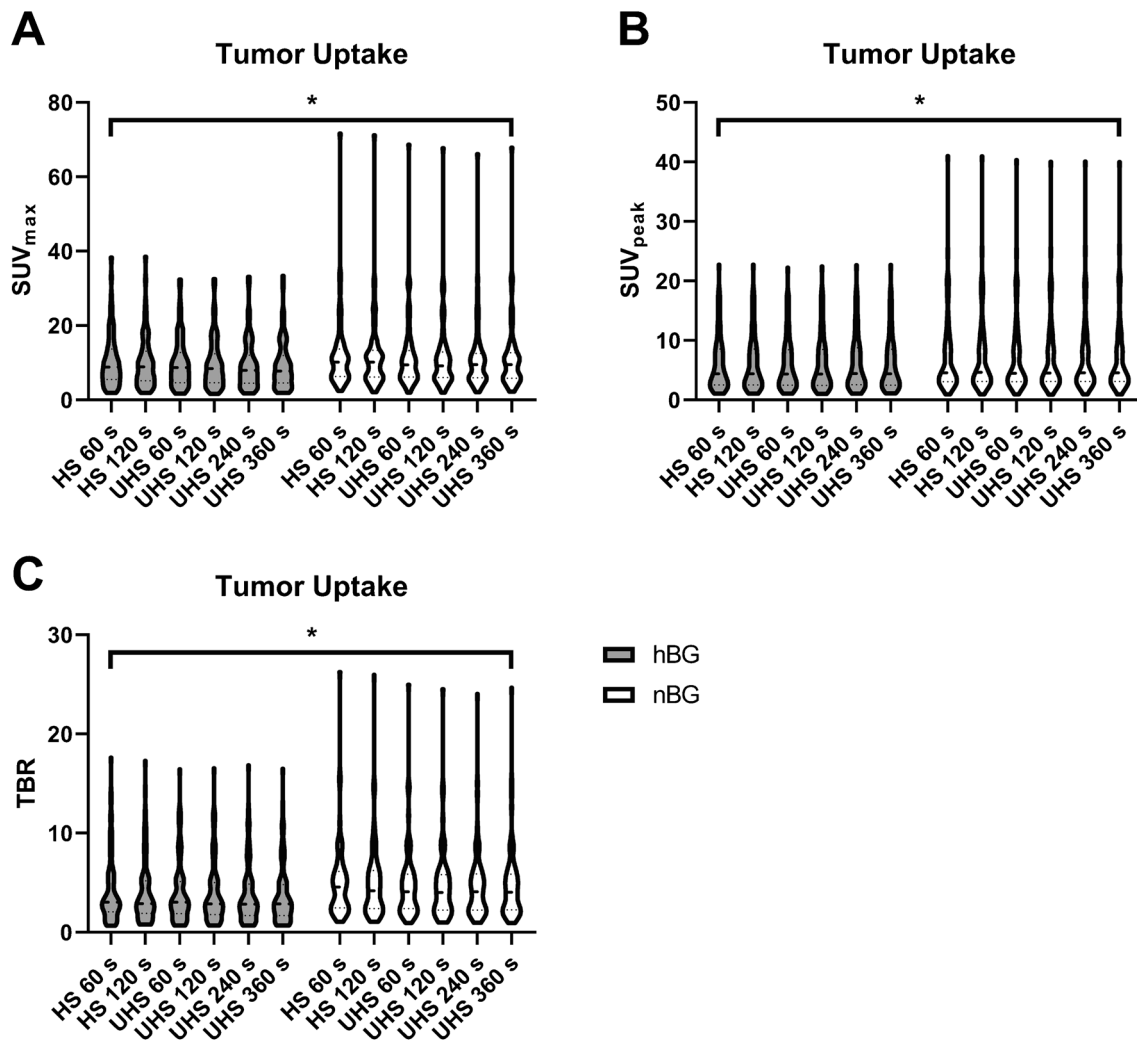 A
Tumor Uptake
*
SUVmax
80
60
40
20
0
HS 60 s
HS 120 s
UHS 60 s
UHS 120 s
UHS 240 s
UHS 360 s
HS 60 s
HS 120 s
UHS 60 s
UHS 120 s
UHS 240 s
UHS 360 s
B
Tumor Uptake
*
SUVpeak
50
40
30
20
10
0
HS 60 s
HS 120 s
UHS 60 s
UHS 120 s
UHS 240 s
UHS 360 s
HS 60 s
HS 120 s
UHS 60 s
UHS 120 s
UHS 240 s
UHS 360 s
C
Tumor Uptake
*
TBR
30
20
10
0
HS 60 s
HS 120 s
UHS 60 s
UHS 120 s
UHS 240 s
UHS 360 s
HS 60 s
HS 120 s
UHS 60 s
UHS 120 s
UHS 240 s
UHS 360 s
hBG
nBG